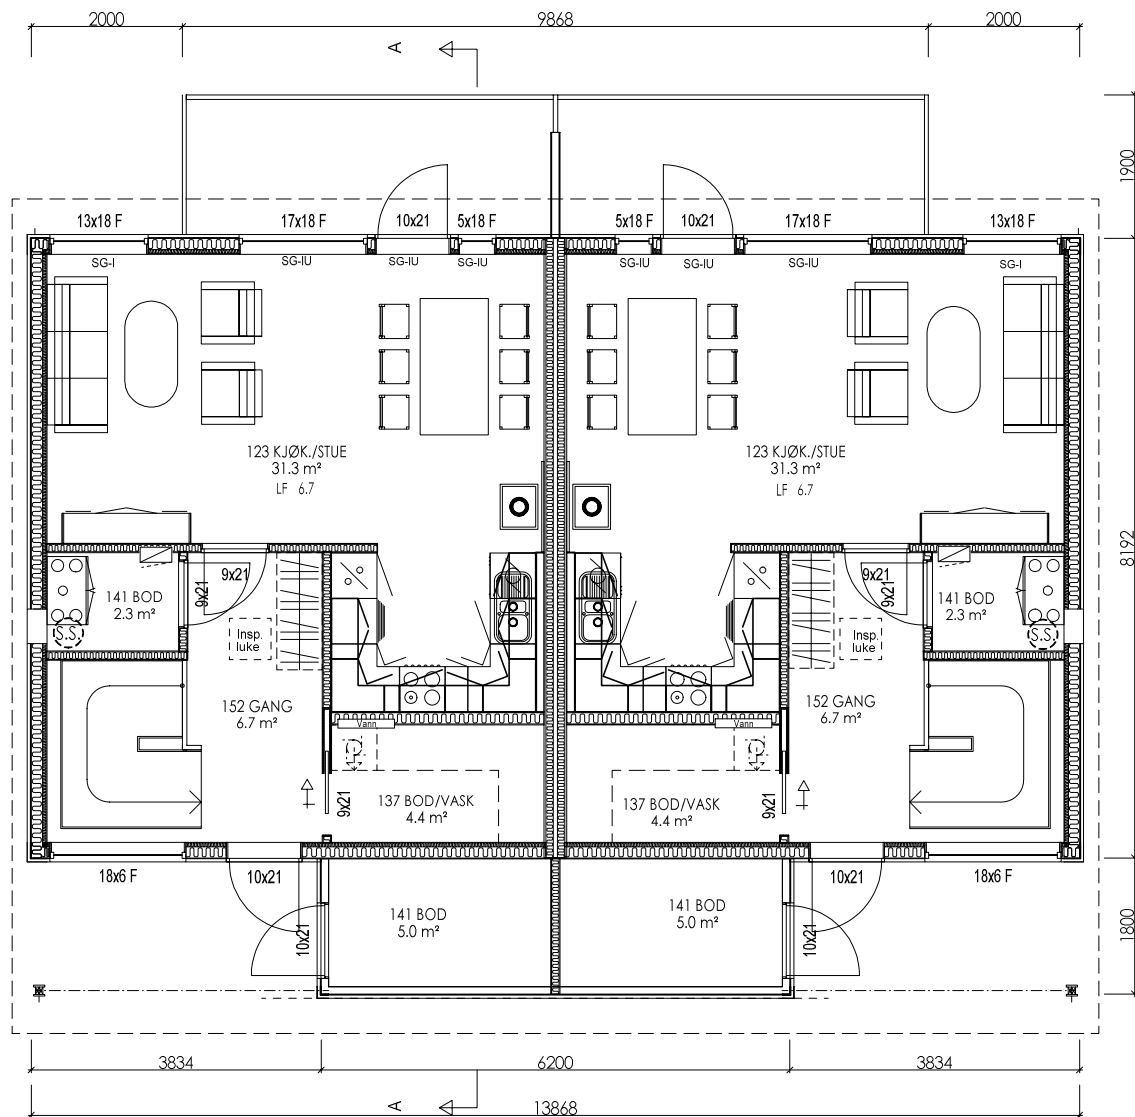 2000
9868
2000
A
1900
13x18 F
17x18 F
10x21
5x18 F
5x18 F
10x21
17x18 F
13x18 F
SG-I
SG-IU
SG-IU
SG-IU
SG-IU
SG-IU
SG-IU
SG-I
123 KJØK./STUE
31.3 m²
LF 6.7
123 KJØK./STUE
31.3 m²
LF 6.7
8192
9x21
9x21
9x21
9x21
141 BOD
2.3 m²
141 BOD
2.3 m²
S.S.
S.S.
Insp.
luke
Insp.
luke
152 GANG
6.7 m²
152 GANG
6.7 m²
Vann
Vann
9x21
9x21
137 BOD/VASK
4.4 m²
137 BOD/VASK
4.4 m²
18x6 F
10x21
10x21
18x6 F
141 BOD
5.0 m²
141 BOD
5.0 m²
10x21
10x21
1800
3834
6200
3834
A
13868